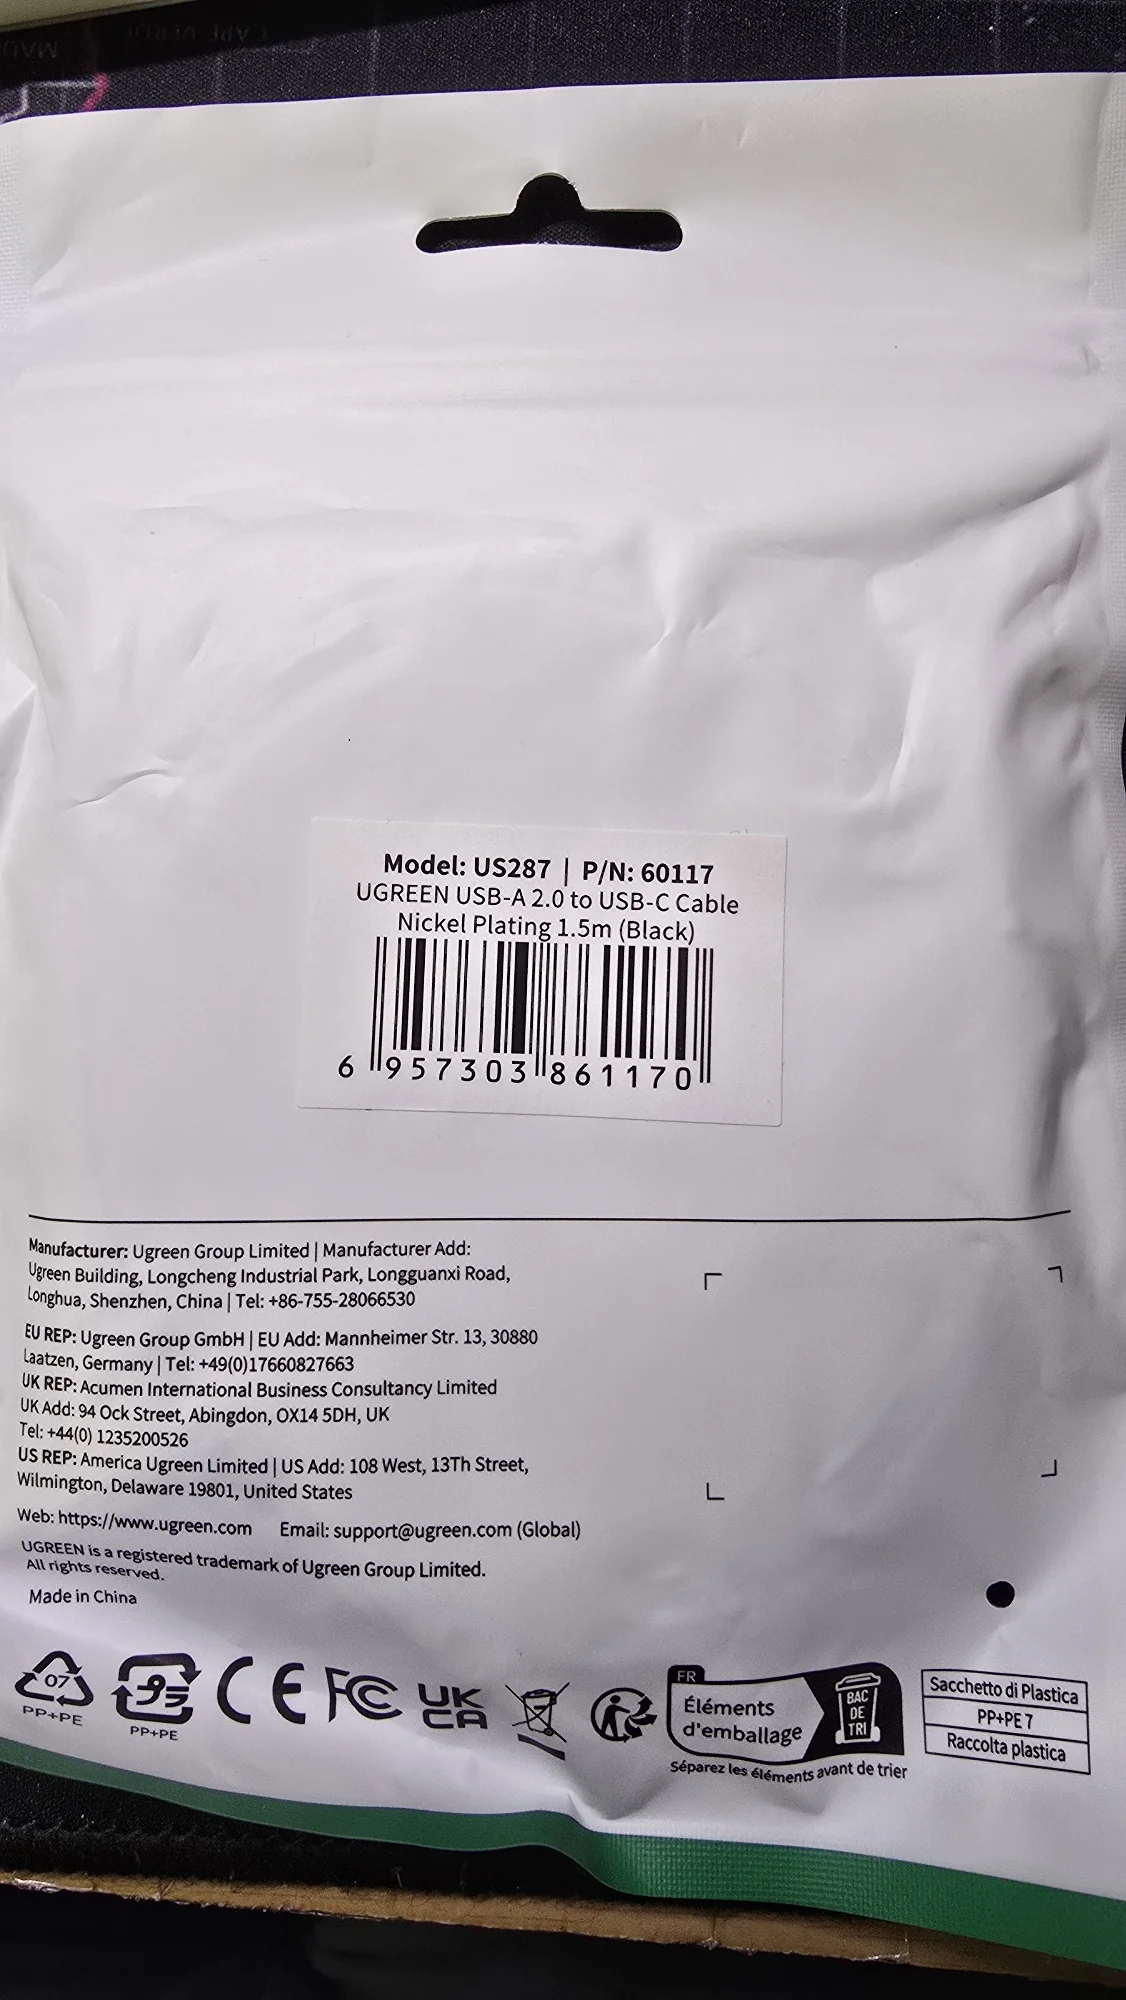 Model: US287 | P/N: 60117
UGREEN USB-A 2.0 to USB-C Cable
Nickel Plating 1.5m (Black)
6 957303 861170
Manufacturer: Ugreen Group Limited | Manufacturer Add:
Ugreen Building, Longcheng Industrial Park, Longguanxi Road,
Longhua, Shenzhen, China | Tel: +86-755-28066530
EU REP: Ugreen Group GmbH | EU Add: Mannheimer Str. 13, 30880
Laatzen, Germany | Tel: +49(0)17660827663
UK REP: Acumen International Business Consultancy Limited
UK Add: 94 Ock Street, Abingdon, OX14 5DH, UK
Tel: +44(0) 1235200526
US REP: America Ugreen Limited | US Add: 108 West, 13Th Street,
Wilmington, Delaware 19801, United States
Web: https://www.ugreen.com Email: support@ugreen.com (Global)
UGREEN is a registered trademark of Ugreen Group Limited.
All rights reserved.
Made in China
07
PP+PE
プラ
PP+PE
CE
FC
UK
CA
FR
Éléments
d'emballage
BAC
DE
TRI
Séparez les éléments avant de trier
Sacchetto di Plastica
PP+PE 7
Raccolta plastica